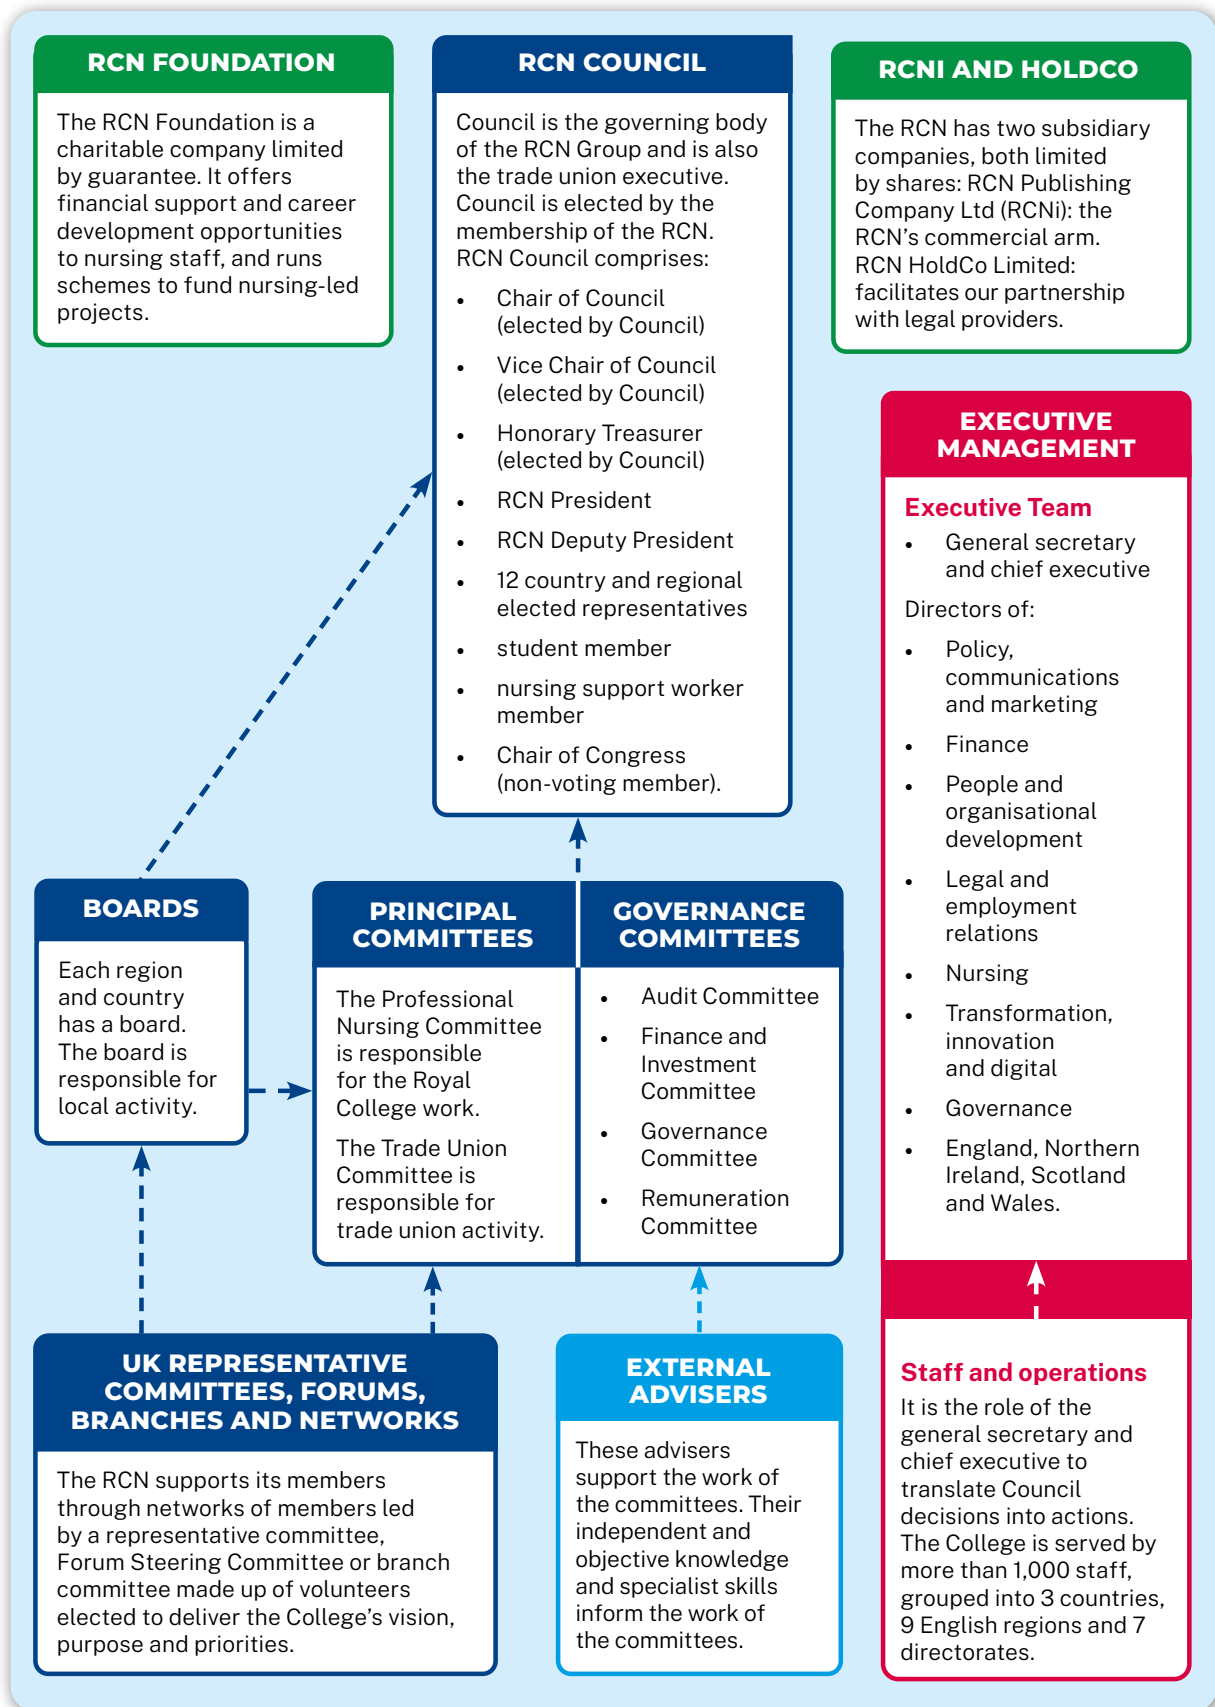 RCN FOUNDATION
The RCN Foundation is a
charitable company limited
by guarantee. It offers
financial support and career
development opportunities
to nursing staff, and runs
schemes to fund nursing-led
projects.
RCN COUNCIL
Council is the governing body
of the RCN Group and is also
the trade union executive.
Council is elected by the
membership of the RCN.
RCN Council comprises:
• Chair of Council
(elected by Council)
• Vice Chair of Council
(elected by Council)
• Honorary Treasurer
(elected by Council)
• RCN President
• RCN Deputy President
• 12 country and regional
elected representatives
• student member
• nursing support worker
member
• Chair of Congress
(non-voting member).
RCNI AND HOLDCO
The RCN has two subsidiary
companies, both limited
by shares: RCN Publishing
Company Ltd (RCNi): the
RCN’s commercial arm.
RCN HoldCo Limited:
facilitates our partnership
with legal providers.
EXECUTIVE
MANAGEMENT
Executive Team
• General secretary
and chief executive
Directors of:
• Policy,
communications
and marketing
• Finance
• People and
organisational
development
• Legal and
employment
relations
• Nursing
• Transformation,
innovation
and digital
• Governance
• England, Northern
Ireland, Scotland
and Wales.
Staff and operations
It is the role of the
general secretary and
chief executive to
translate Council
decisions into actions.
The College is served by
more than 1,000 staff,
grouped into 3 countries,
9 English regions and 7
directorates.
BOARDS
Each region
and country
has a board.
The board is
responsible for
local activity.
PRINCIPAL
COMMITTEES
The Professional
Nursing Committee
is responsible
for the Royal
College work.
The Trade Union
Committee is
responsible for
trade union activity.
GOVERNANCE
COMMITTEES
• Audit Committee
• Finance and
Investment
Committee
• Governance
Committee
• Remuneration
Committee
UK REPRESENTATIVE
COMMITTEES, FORUMS,
BRANCHES AND NETWORKS
The RCN supports its members
through networks of members led
by a representative committee,
Forum Steering Committee or branch
committee made up of volunteers
elected to deliver the College’s vision,
purpose and priorities.
EXTERNAL
ADVISERS
These advisers
support the work of
the committees. Their
independent and
objective knowledge
and specialist skills
inform the work of
the committees.